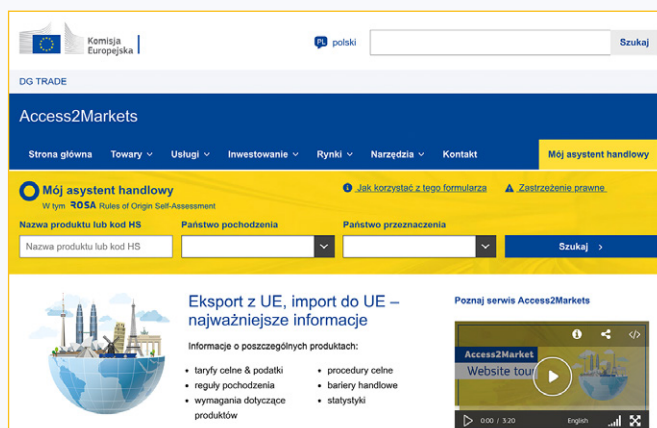 Komisja
Europejska
PL polski
Szukaj
DG TRADE
Access2Markets
Strona główna Towary Usługi Inwestowanie Rynki Narzędzia Kontakt Mój asystent handlowy
Mój asystent handlowy
W tym ROSA Rules of Origin Self-Assessment
Jak korzystać z tego formularza
Zastrzeżenie prawne
Nazwa produktu lub kod HS Państwo pochodzenia Państwo przeznaczenia
Nazwa produktu lub kod HS
Szukaj >
Eksport z UE, import do UE –
najważniejsze informacje
Informacje o poszczególnych produktach:
• taryfy celne & podatki
• reguły pochodzenia
• wymagania dotyczące
produktów
• procedury celne
• bariery handlowe
• statystyki
Poznaj serwis Access2Markets
Access2Market
Website tour
0:00 / 3:20 English